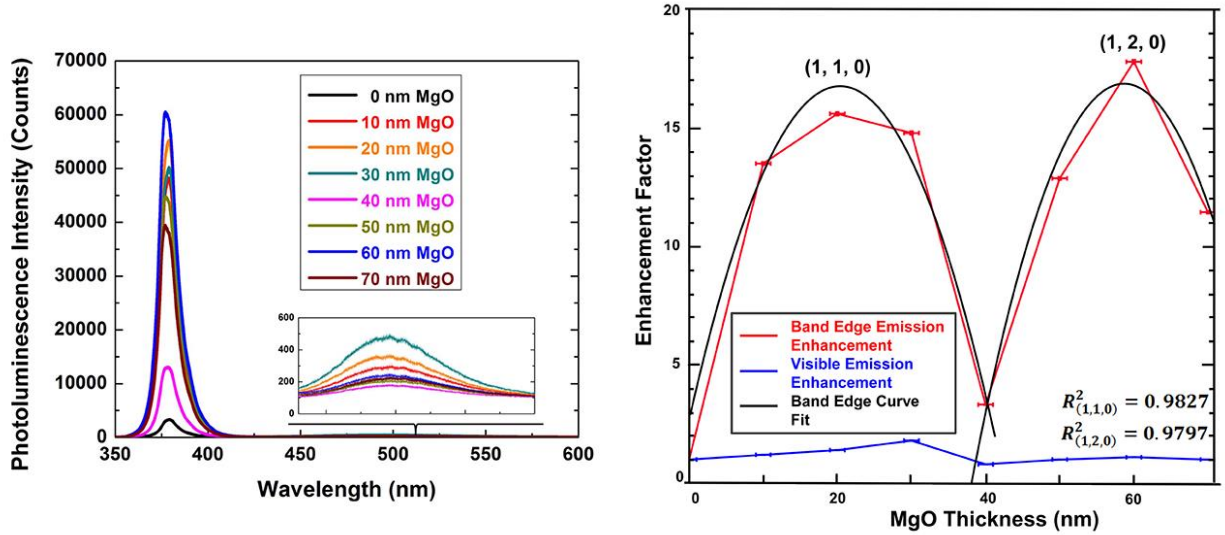 Photoluminescence Intensity (Counts)
70000
60000
50000
40000
30000
20000
10000
0
0 nm MgO
10 nm MgO
20 nm MgO
30 nm MgO
40 nm MgO
50 nm MgO
60 nm MgO
70 nm MgO
600
400
200
0
350 400 450 500 550 600
Wavelength (nm)
Enhancement Factor
20
15
10
5
0
(1, 1, 0)
(1, 2, 0)
Band Edge Emission
Enhancement
Visible Emission
Enhancement
Band Edge Curve
Fit
R²(1,1,0) = 0.9827
R²(1,2,0) = 0.9797
0 20 40 60
MgO Thickness (nm)